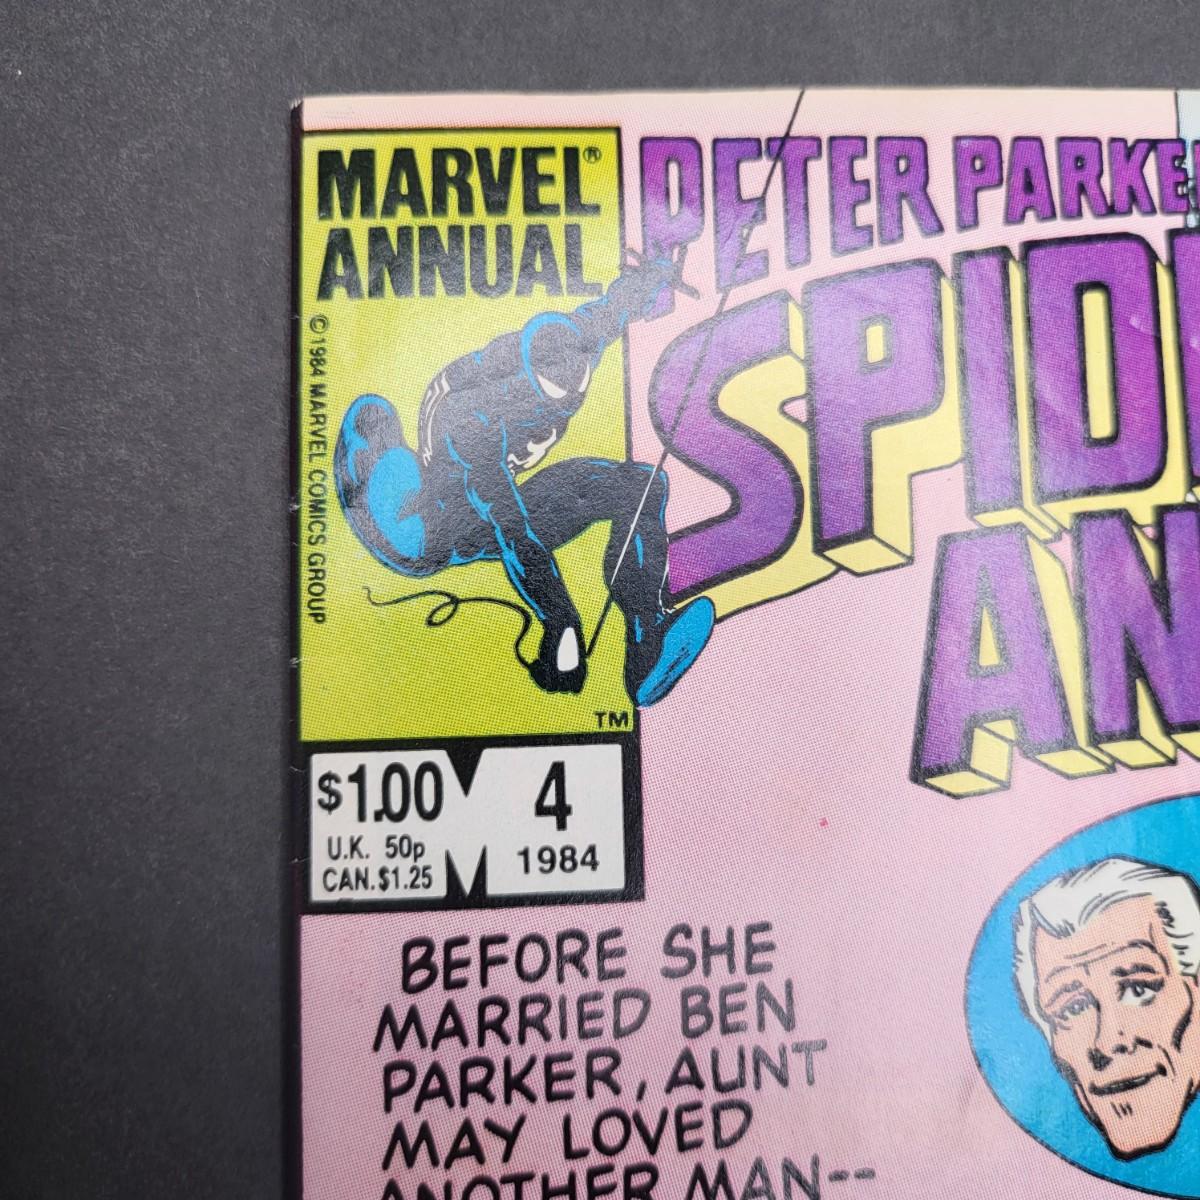 MARVEL®
ANNUAL
© 1984 MARVEL COMICS GROUP
TM
$1.00
U.K. 50p
CAN. $1.25
4
1984
PETER PARKE
SPID
AN
BEFORE SHE
MARRIED BEN
PARKER, AUNT
MAY LOVED
ANOTHER MAN--